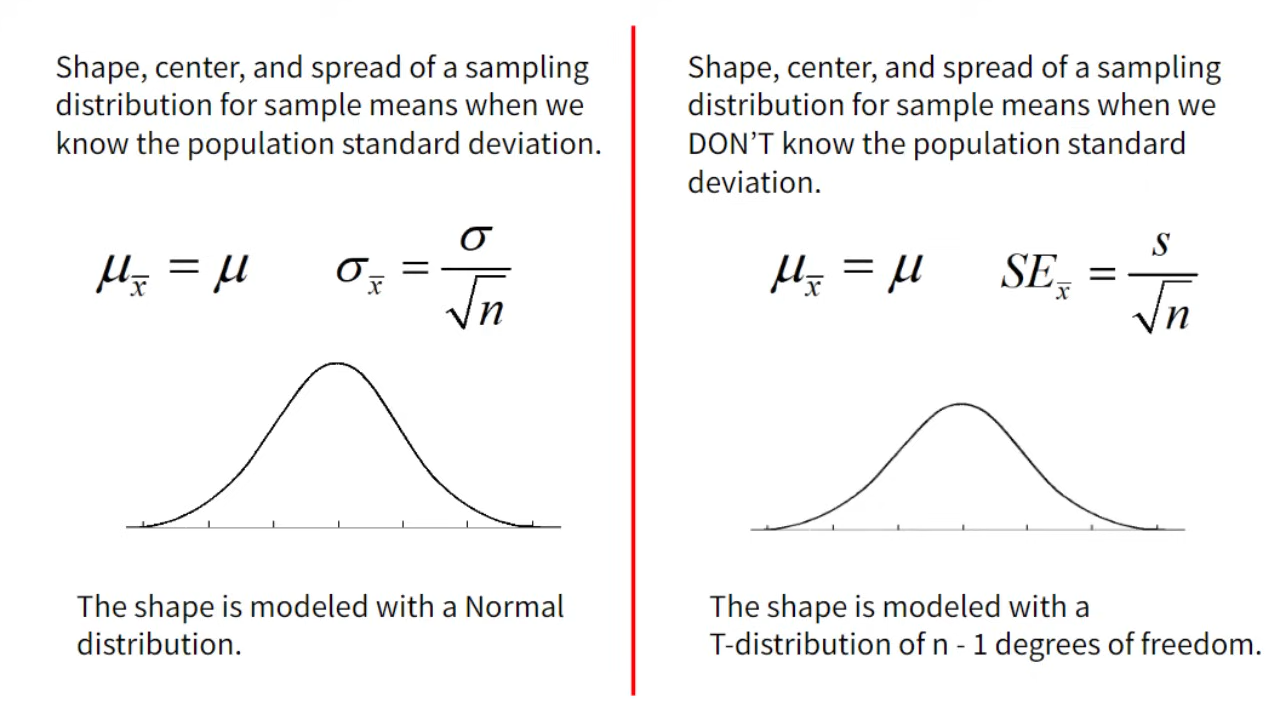 Shape, center, and spread of a sampling
distribution for sample means when we
know the population standard deviation.
μ_x̅ = μ
σ_x̅ = σ/√n
The shape is modeled with a Normal
distribution.
Shape, center, and spread of a sampling
distribution for sample means when we
DON’T know the population standard
deviation.
μ_x̅ = μ
SE_x̅ = s/√n
The shape is modeled with a
T-distribution of n - 1 degrees of freedom.